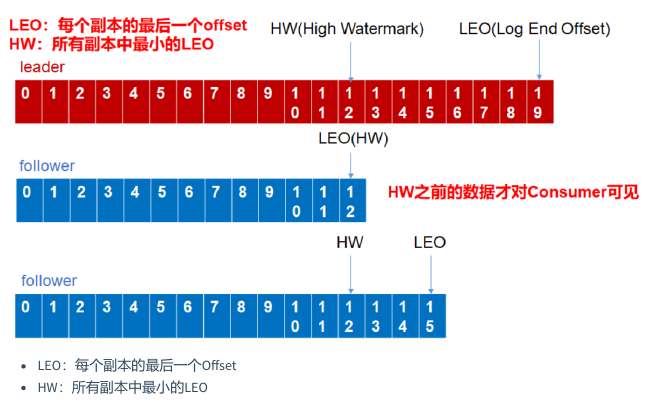 LEO：每个副本的最后一个offset
HW：所有副本中最小的LEO
HW(High Watermark)
LEO(Log End Offset)
leader
0 1 2 3 4 5 6 7 8 9 10 11 12 13 14 15 16 17 18 19
LEO(HW)
follower
0 1 2 3 4 5 6 7 8 9 10 11 12
HW之前的数据才对Consumer可见
HW
LEO
follower
0 1 2 3 4 5 6 7 8 9 10 11 12 13 14 15
• LEO：每个副本的最后一个Offset
• HW：所有副本中最小的LEO